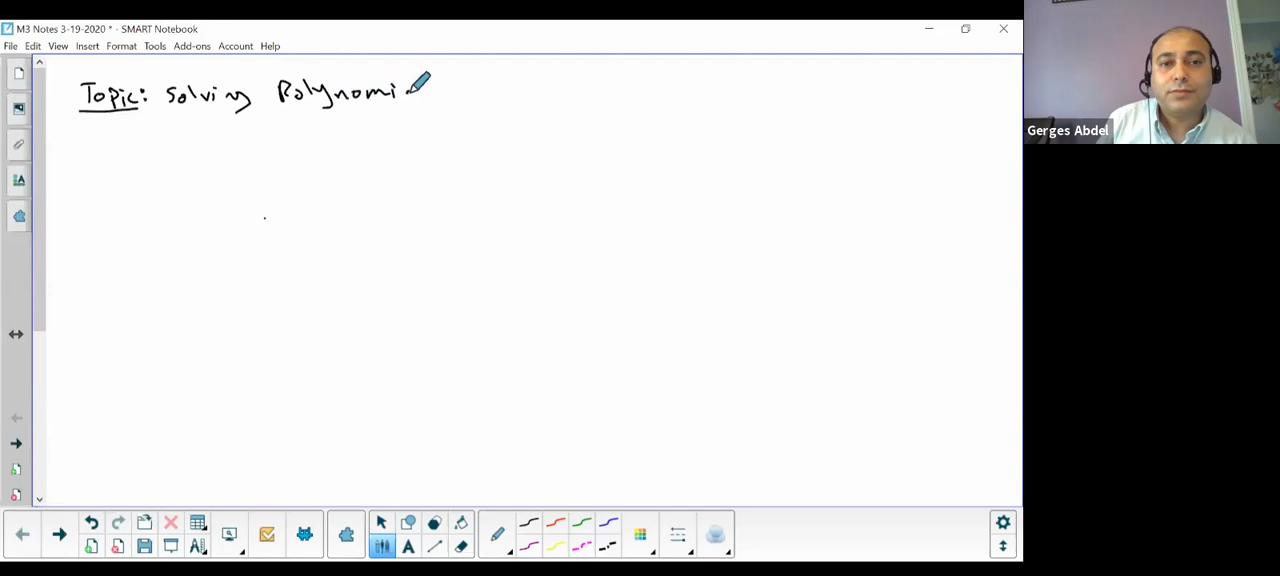 M3 Notes 3-19-2020 * - SMART Notebook
File Edit View Insert Format Tools Add-ons Account Help
Topic: Solving Polynomi
Gerges Abdel